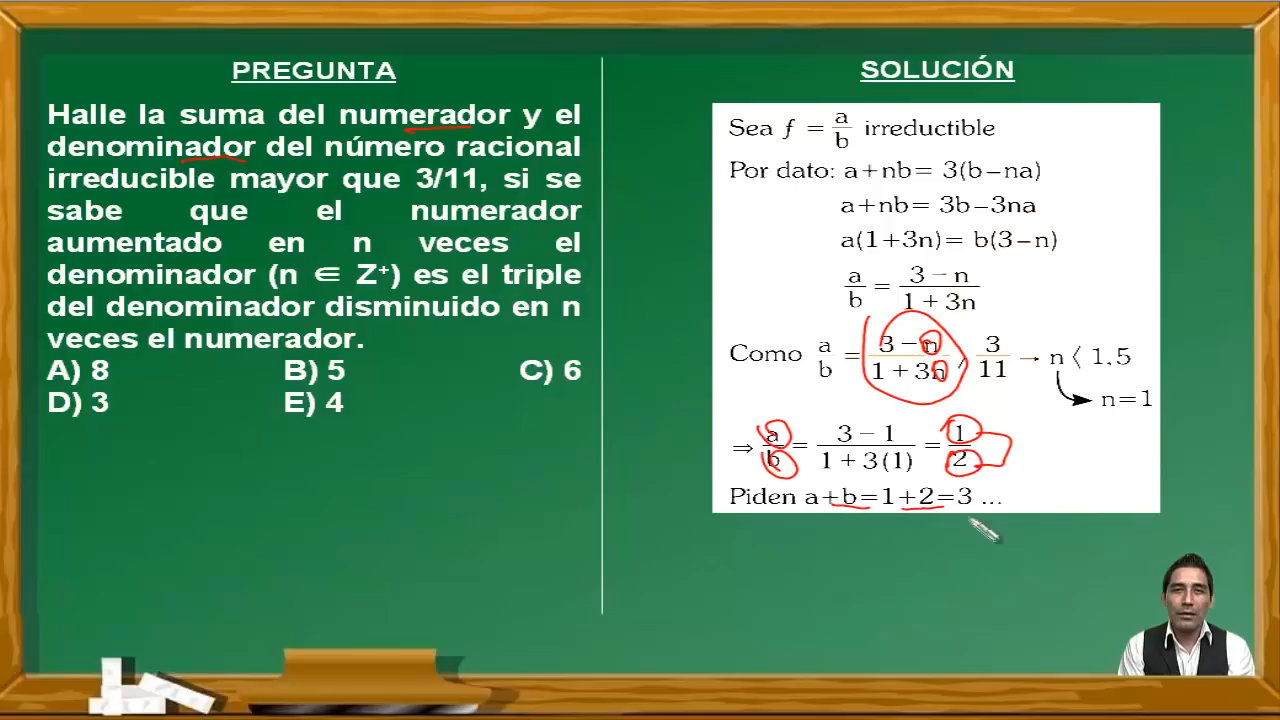 PREGUNTA
Halle la suma del numerador y el
denominador del número racional
irreducible mayor que 3/11, si se
sabe que el numerador
aumentado en n veces el
denominador (n ∈ Z⁺) es el triple
del denominador disminuido en n
veces el numerador.
A) 8 B) 5 C) 6
D) 3 E) 4
SOLUCIÓN
Sea f = a/b irreductible
Por dato: a+nb= 3(b−na)
a+nb= 3b−3na
a(1+3n)= b(3−n)
a/b = (3 − n)/(1 + 3n)
Como a/b = (3 − n)/(1 + 3n) > 3/11 → n < 1,5
n=1
⇒ a/b = (3 − 1)/(1 + 3(1)) = 1/2
Piden a+b=1+2=3 ...